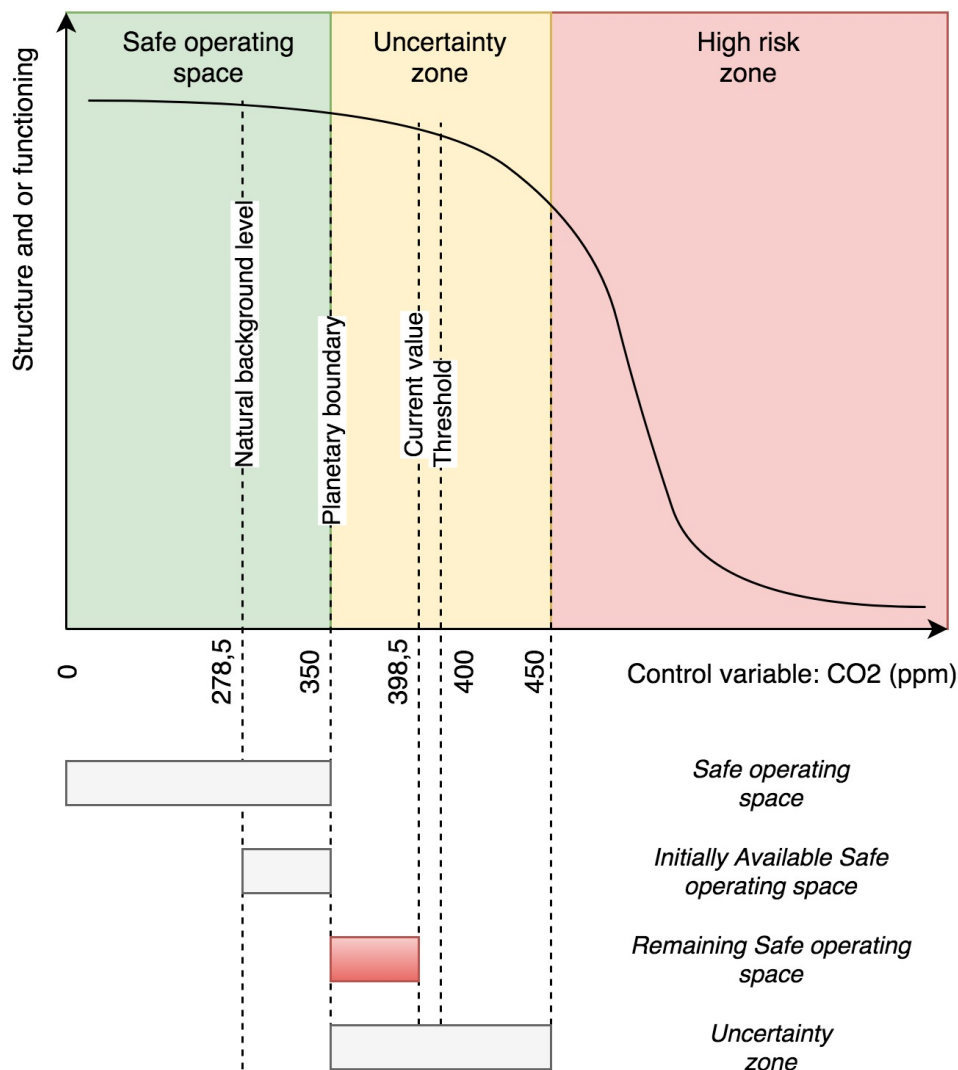 Safe operating
space
Uncertainty
zone
High risk
zone
Structure and or functioning
Natural background level
Planetary boundary
Current value
Threshold
0
278,5
350
398,5
400
450
Control variable: CO2 (ppm)
Safe operating
space
Initially Available Safe
operating space
Remaining Safe operating
space
Uncertainty
zone